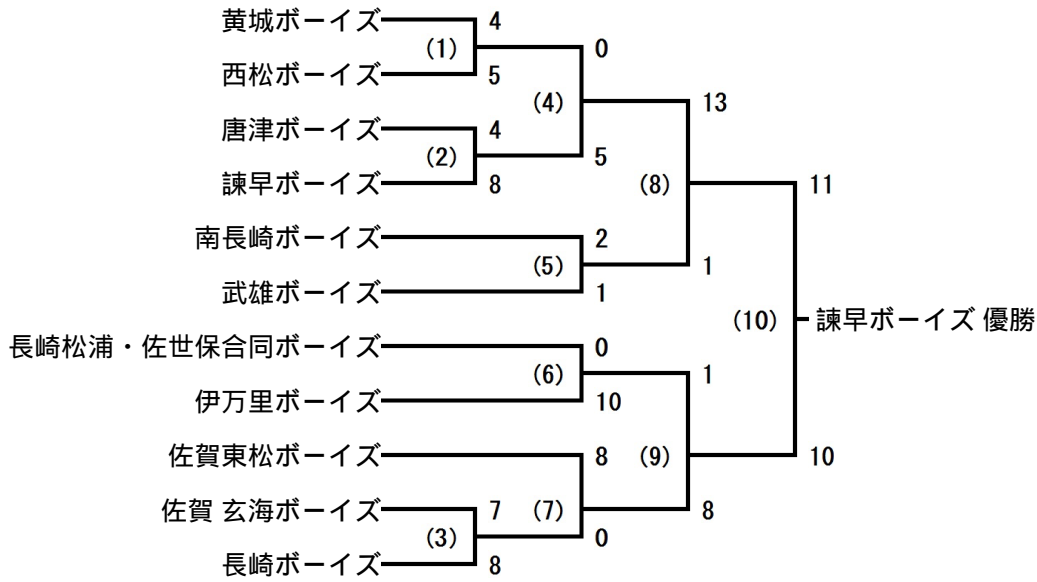 黄城ボーイズ 4
(1) 0
西松ボーイズ 5
(4) 13
唐津ボーイズ 4
(2) 5
諫早ボーイズ 8
(8) 11
南長崎ボーイズ 2
(5) 1
武雄ボーイズ 1
(10) 諫早ボーイズ 優勝
長崎松浦・佐世保合同ボーイズ 0
(6) 1
伊万里ボーイズ 10
佐賀東松ボーイズ 8 (9) 10
佐賀 玄海ボーイズ 7 (7) 8
(3) 0
長崎ボーイズ 8